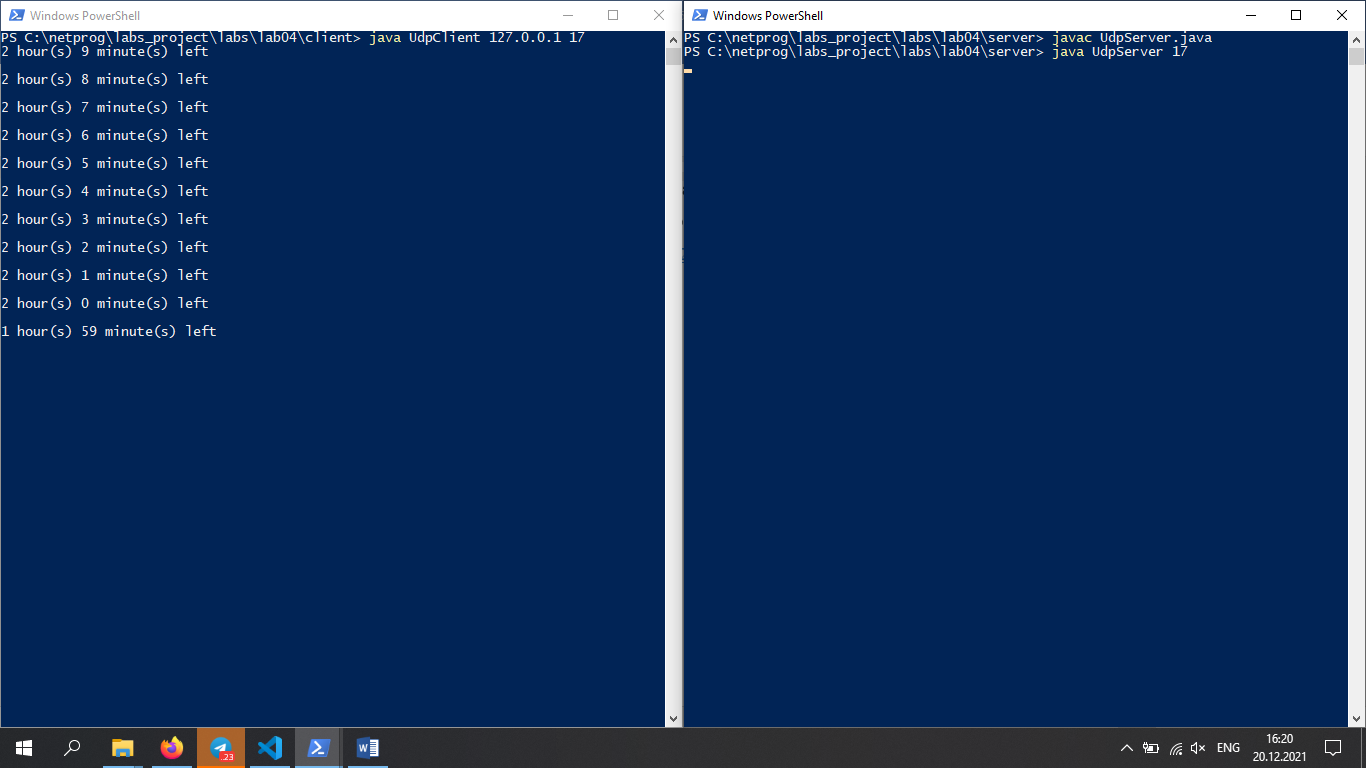 Windows PowerShell
PS C:\netprog\labs_project\labs\lab04\client> java UdpClient 127.0.0.1 17
2 hour(s) 9 minute(s) left
2 hour(s) 8 minute(s) left
2 hour(s) 7 minute(s) left
2 hour(s) 6 minute(s) left
2 hour(s) 5 minute(s) left
2 hour(s) 4 minute(s) left
2 hour(s) 3 minute(s) left
2 hour(s) 2 minute(s) left
2 hour(s) 1 minute(s) left
2 hour(s) 0 minute(s) left
1 hour(s) 59 minute(s) left
Windows PowerShell
PS C:\netprog\labs_project\labs\lab04\server> javac UdpServer.java
PS C:\netprog\labs_project\labs\lab04\server> java UdpServer 17
..23
W
ENG
16:20
20.12.2021